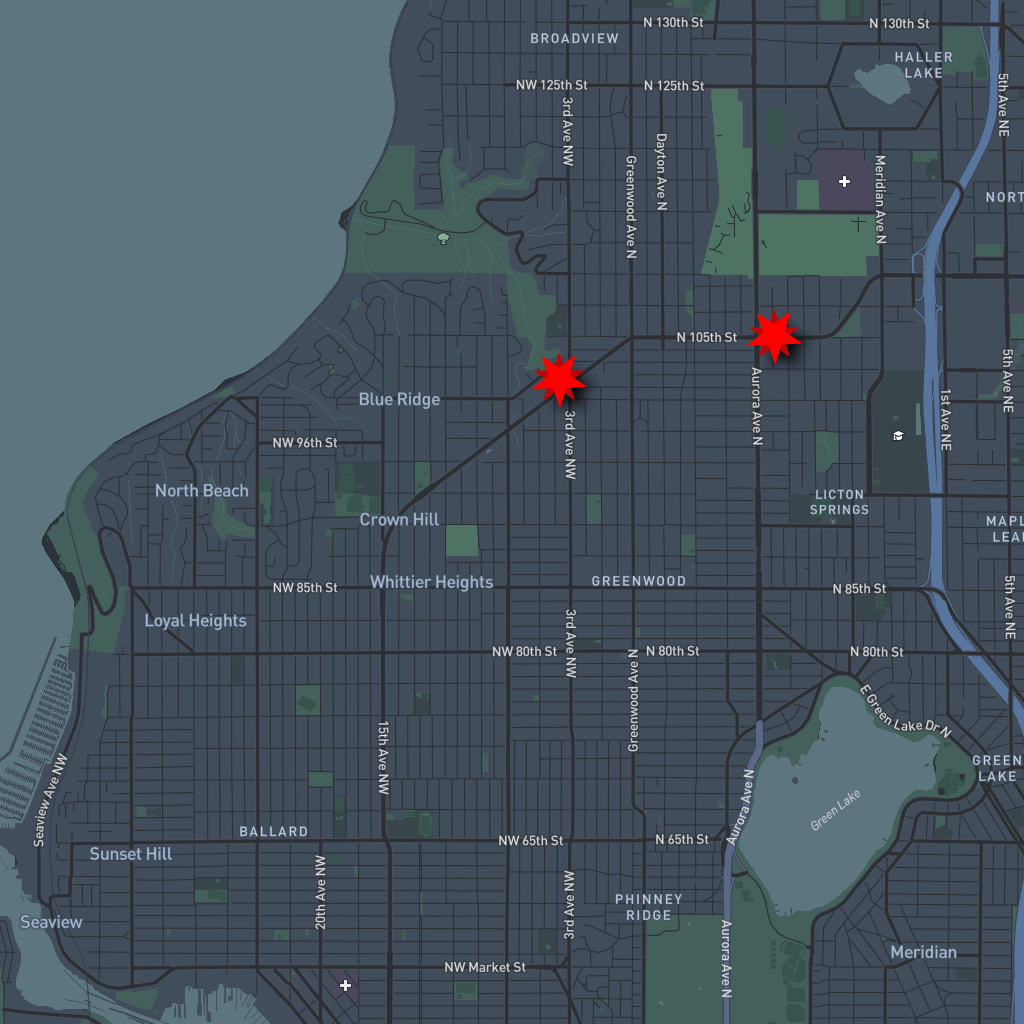 N 130th St
N 130th St
BROADVIEW
HALLER
LAKE
NW 125th St
N 125th St
5th Ave NE
3rd Ave NW
Dayton Ave N
Greenwood Ave N
Meridian Ave N
NORT
N 105th St
Blue Ridge
Aurora Ave N
5th Ave NE
1st Ave NE
3rd Ave NW
NW 96th St
North Beach
LICTON
SPRINGS
Crown Hill
MAPL
LEA
NW 85th St
Whittier Heights
GREENWOOD
N 85th St
5th Ave NE
Loyal Heights
3rd Ave NW
NW 80th St
N 80th St
N 80th St
Greenwood Ave N
E Green Lake Dr N
15th Ave NW
GREEN
LAKE
Seaview Ave NW
Aurora Ave N
Green Lake
BALLARD
NW 65th St
N 65th St
Sunset Hill
20th Ave NW
3rd Ave NW
PHINNEY
RIDGE
Seaview
Aurora Ave N
Meridian
NW Market St